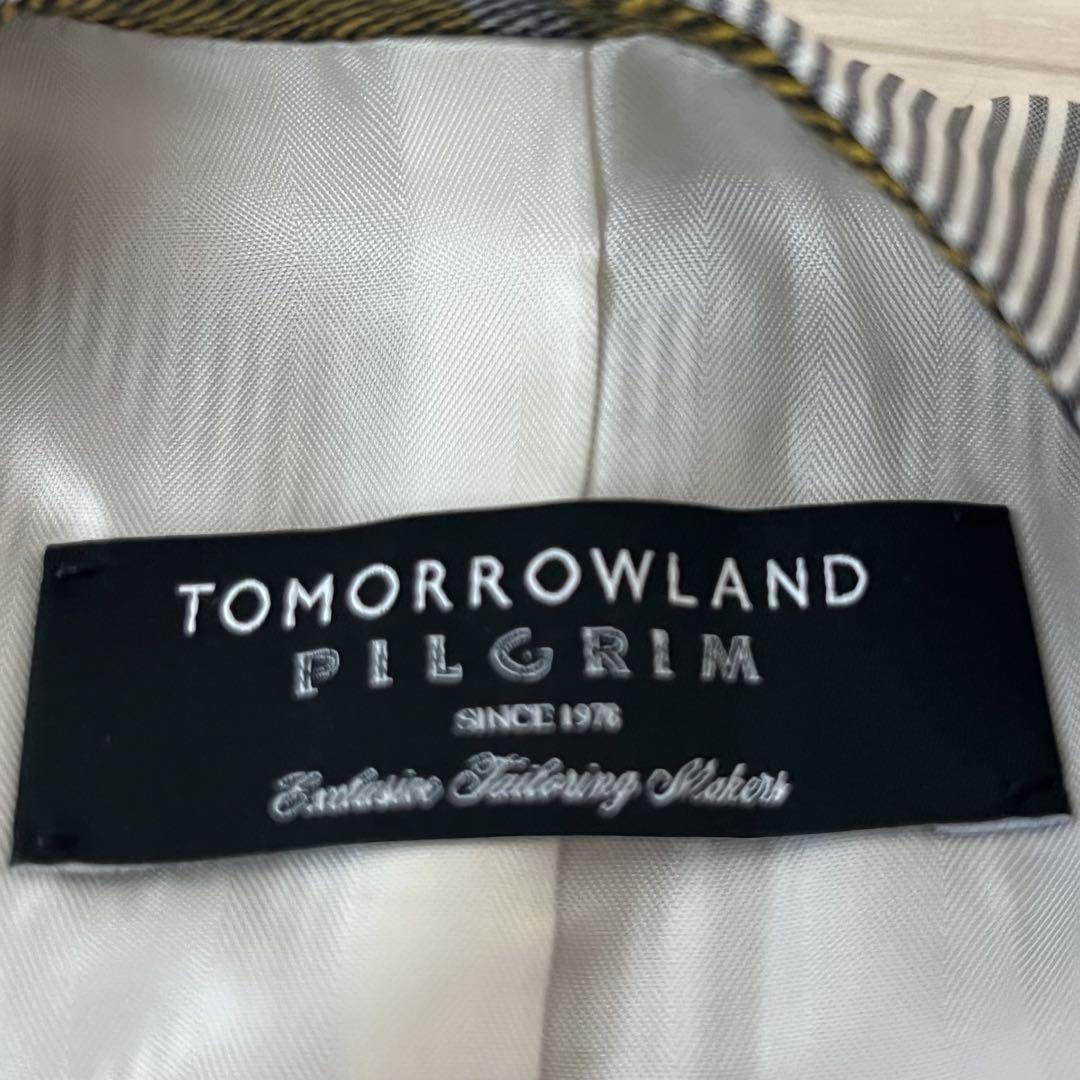 TOMORROWLAND
PILGRIM
SINCE 1978
Exclusive Tailoring Makers